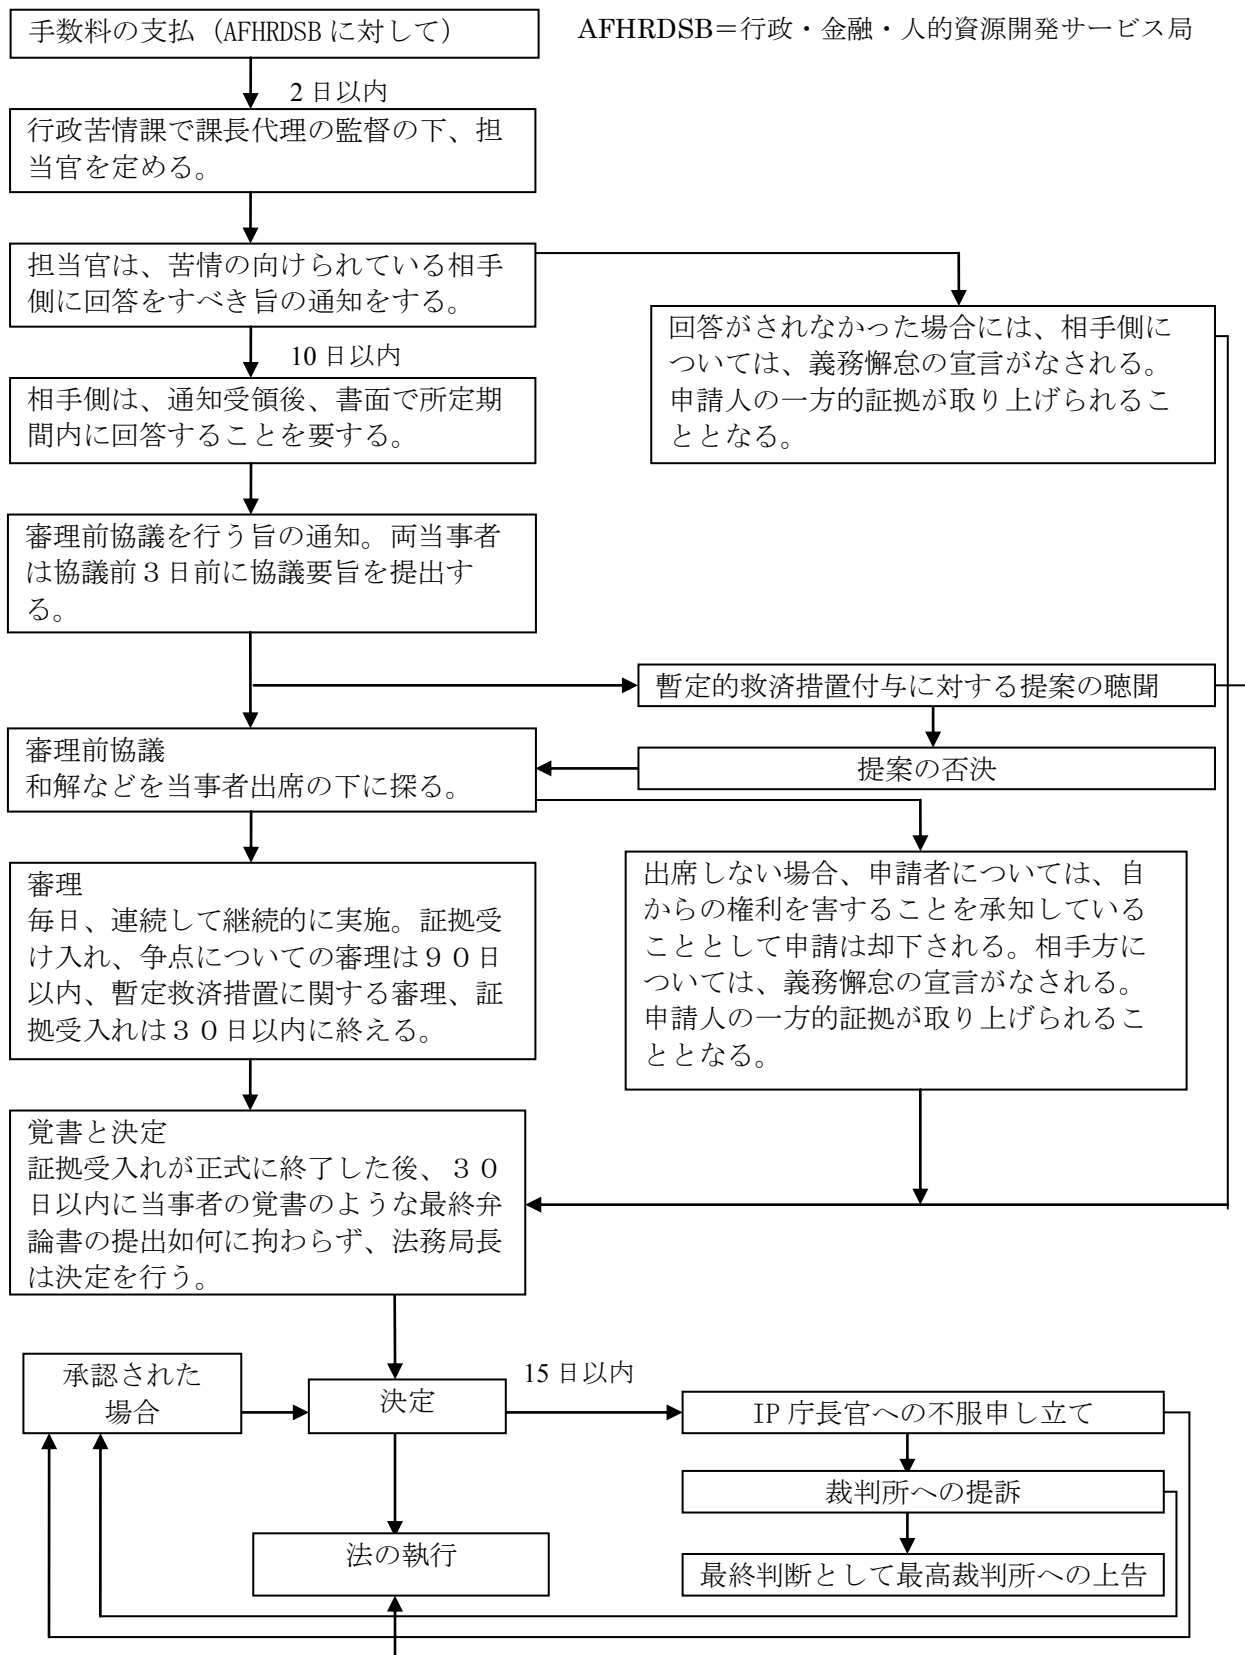 手数料の支払（AFHRDSBに対して）
AFHRDSB＝行政・金融・人的資源開発サービス局
2日以内
行政苦情課で課長代理の監督の下、担
当官を定める。
担当官は、苦情の向けられている相手
側に回答をすべき旨の通知をする。
回答がされなかった場合には、相手側に
ついては、義務懈怠の宣言がなされる。
申請人の一方的証拠が取り上げられるこ
ととなる。
10日以内
相手側は、通知受領後、書面で所定期
間内に回答することを要する。
審理前協議を行う旨の通知。両当事者
は協議前３日前に協議要旨を提出す
る。
暫定的救済措置付与に対する提案の聴聞
審理前協議
和解などを当事者出席の下に探る。
提案の否決
審理
毎日、連続して継続的に実施。証拠受
け入れ、争点についての審理は９０日
以内、暫定救済措置に関する審理、証
拠受入れは３０日以内に終える。
出席しない場合、申請者については、自
からの権利を害することを承知している
こととして申請は却下される。相手方に
ついては、義務懈怠の宣言がなされる。
申請人の一方的証拠が取り上げられるこ
ととなる。
覚書と決定
証拠受入れが正式に終了した後、３０
日以内に当事者の覚書のような最終弁
論書の提出如何に拘わらず、法務局長
は決定を行う。
承認された
場合
決定
15日以内
IP庁長官への不服申し立て
裁判所への提訴
法の執行
最終判断として最高裁判所への上告